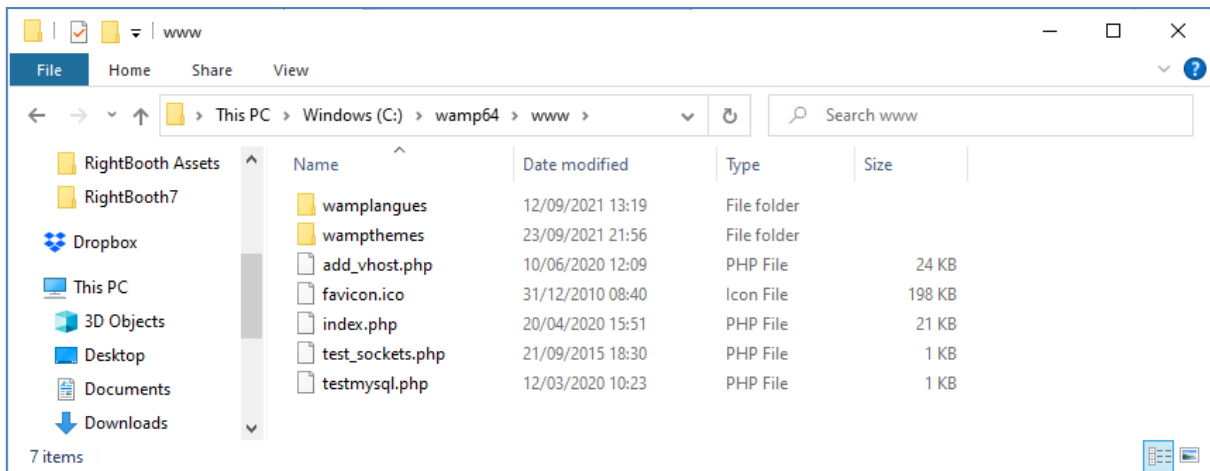 www
File Home Share View ?
This PC > Windows (C:) > wamp64 > www > Search www
RightBooth Assets
RightBooth7
Dropbox
This PC
3D Objects
Desktop
Documents
Downloads
Name Date modified Type Size
wamplangues 12/09/2021 13:19 File folder
wampthemes 23/09/2021 21:56 File folder
add_vhost.php 10/06/2020 12:09 PHP File 24 KB
favicon.ico 31/12/2010 08:40 Icon File 198 KB
index.php 20/04/2020 15:51 PHP File 21 KB
test_sockets.php 21/09/2015 18:30 PHP File 1 KB
testmysql.php 12/03/2020 10:23 PHP File 1 KB
7 items